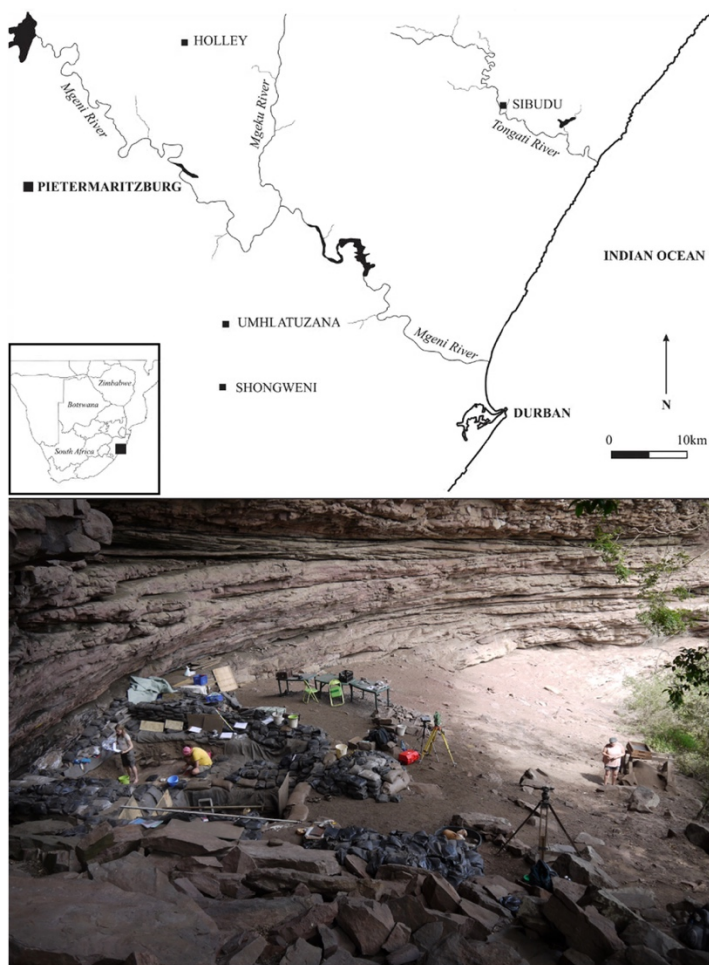 HOLLEY
Mgeni River
Mgeku River
SIBUDU
Tongati River
PIETERMARITZBURG
INDIAN OCEAN
UMHLATUZANA
Mgeni River
SHONGWENI
DURBAN
N
0 10km
Zimbabwe
Botswana
South Africa